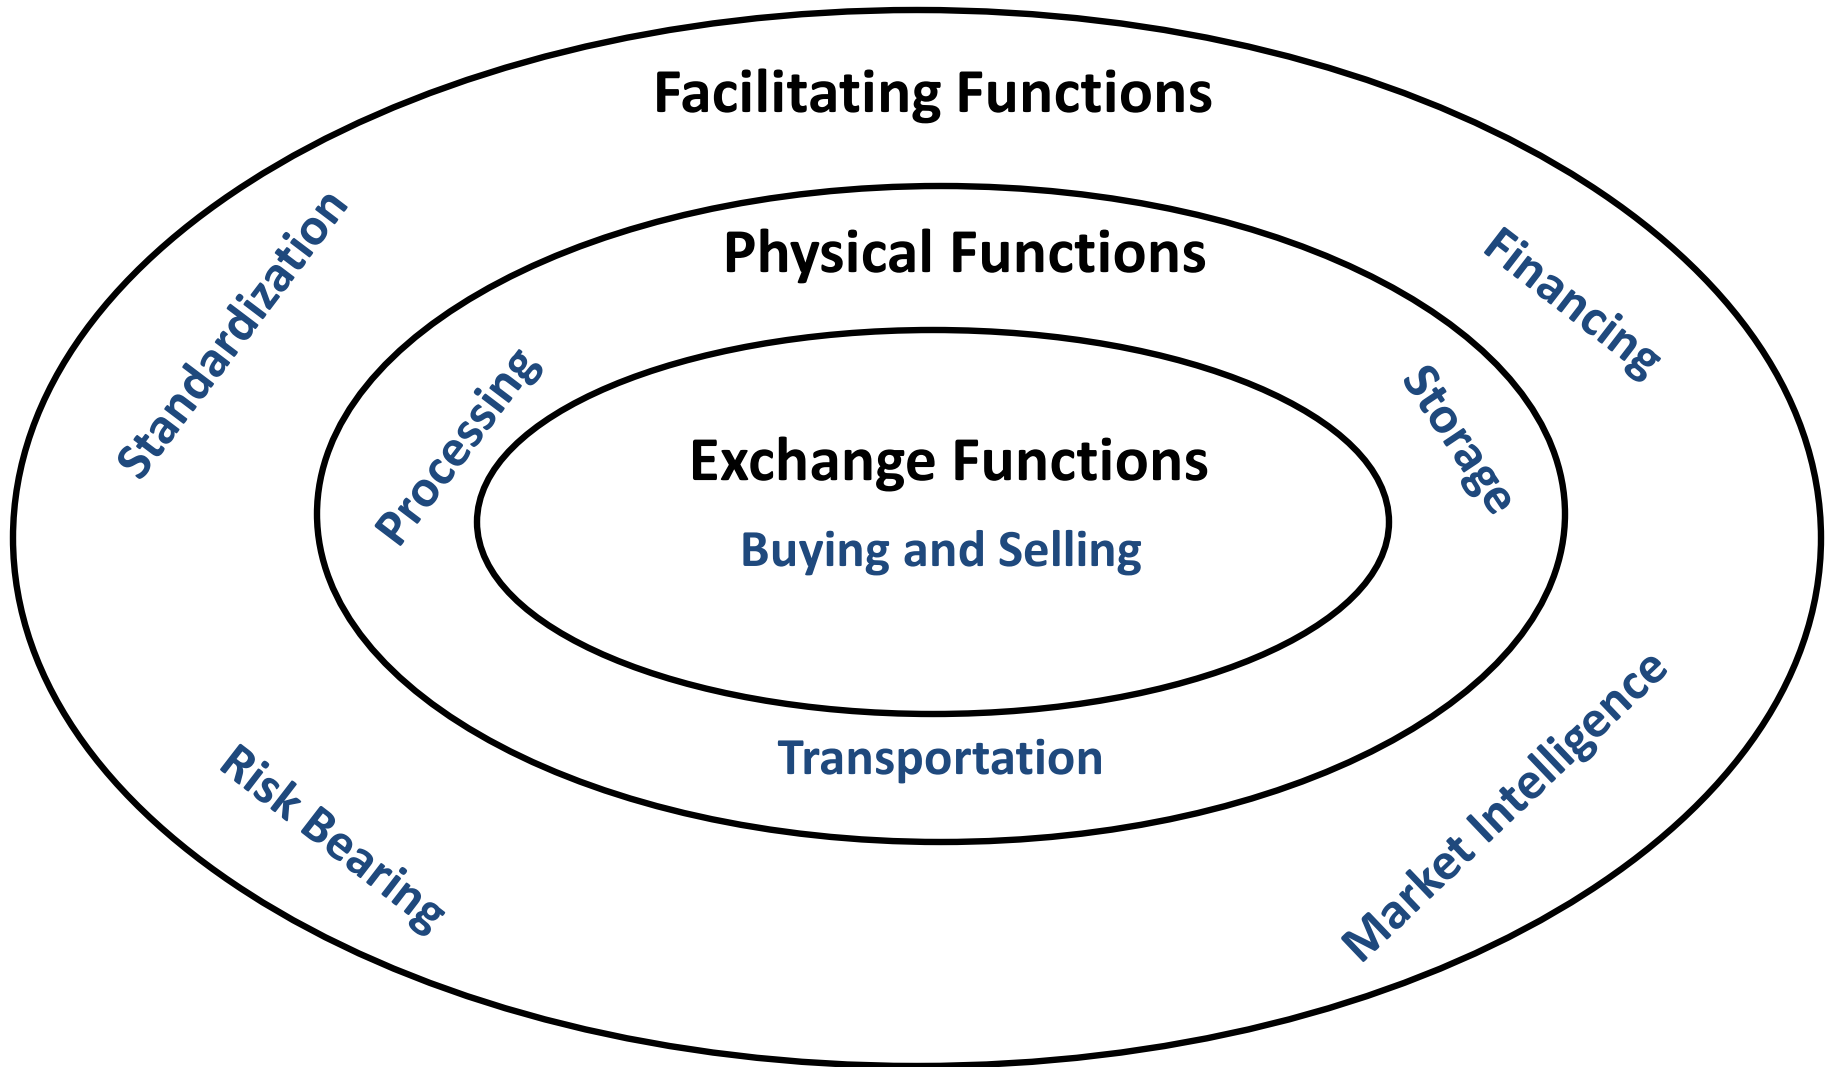 Facilitating Functions
Standardization
Financing
Physical Functions
Processing
Storage
Exchange Functions
Buying and Selling
Transportation
Risk Bearing
Market Intelligence